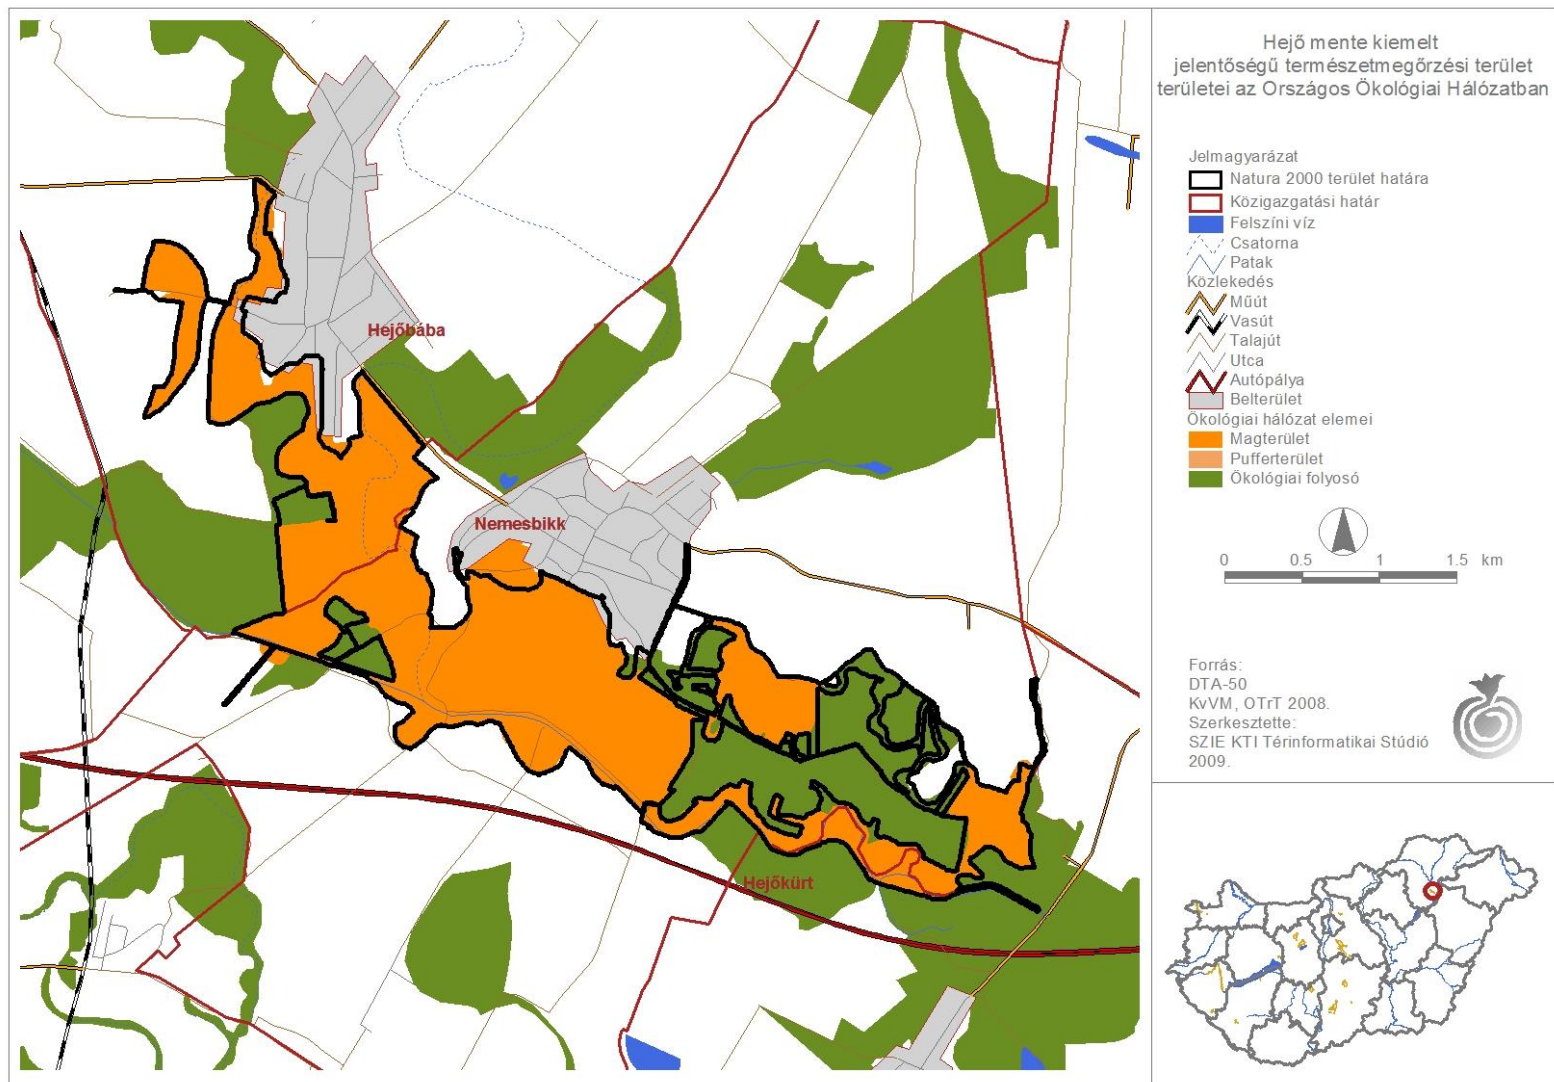 Hejő mente kiemelt
jelentőségű természetmegőrzési terület
területei az Országos Ökológiai Hálózatban
Jelmagyarázat
Natura 2000 terület határa
Közigazgatási határ
Felszíni víz
Csatorna
Patak
Közlekedés
Műút
Vasút
Talajút
Utca
Autópálya
Belterület
Ökológiai hálózat elemei
Magterület
Pufferterület
Ökológiai folyosó
0 0.5 1 1.5 km
Forrás:
DTA-50
KvVM, OTrT 2008.
Szerkesztette:
SZIE KTI Térinformatikai Stúdió
2009.
Hejőbába
Nemesbikk
Hejőkürt